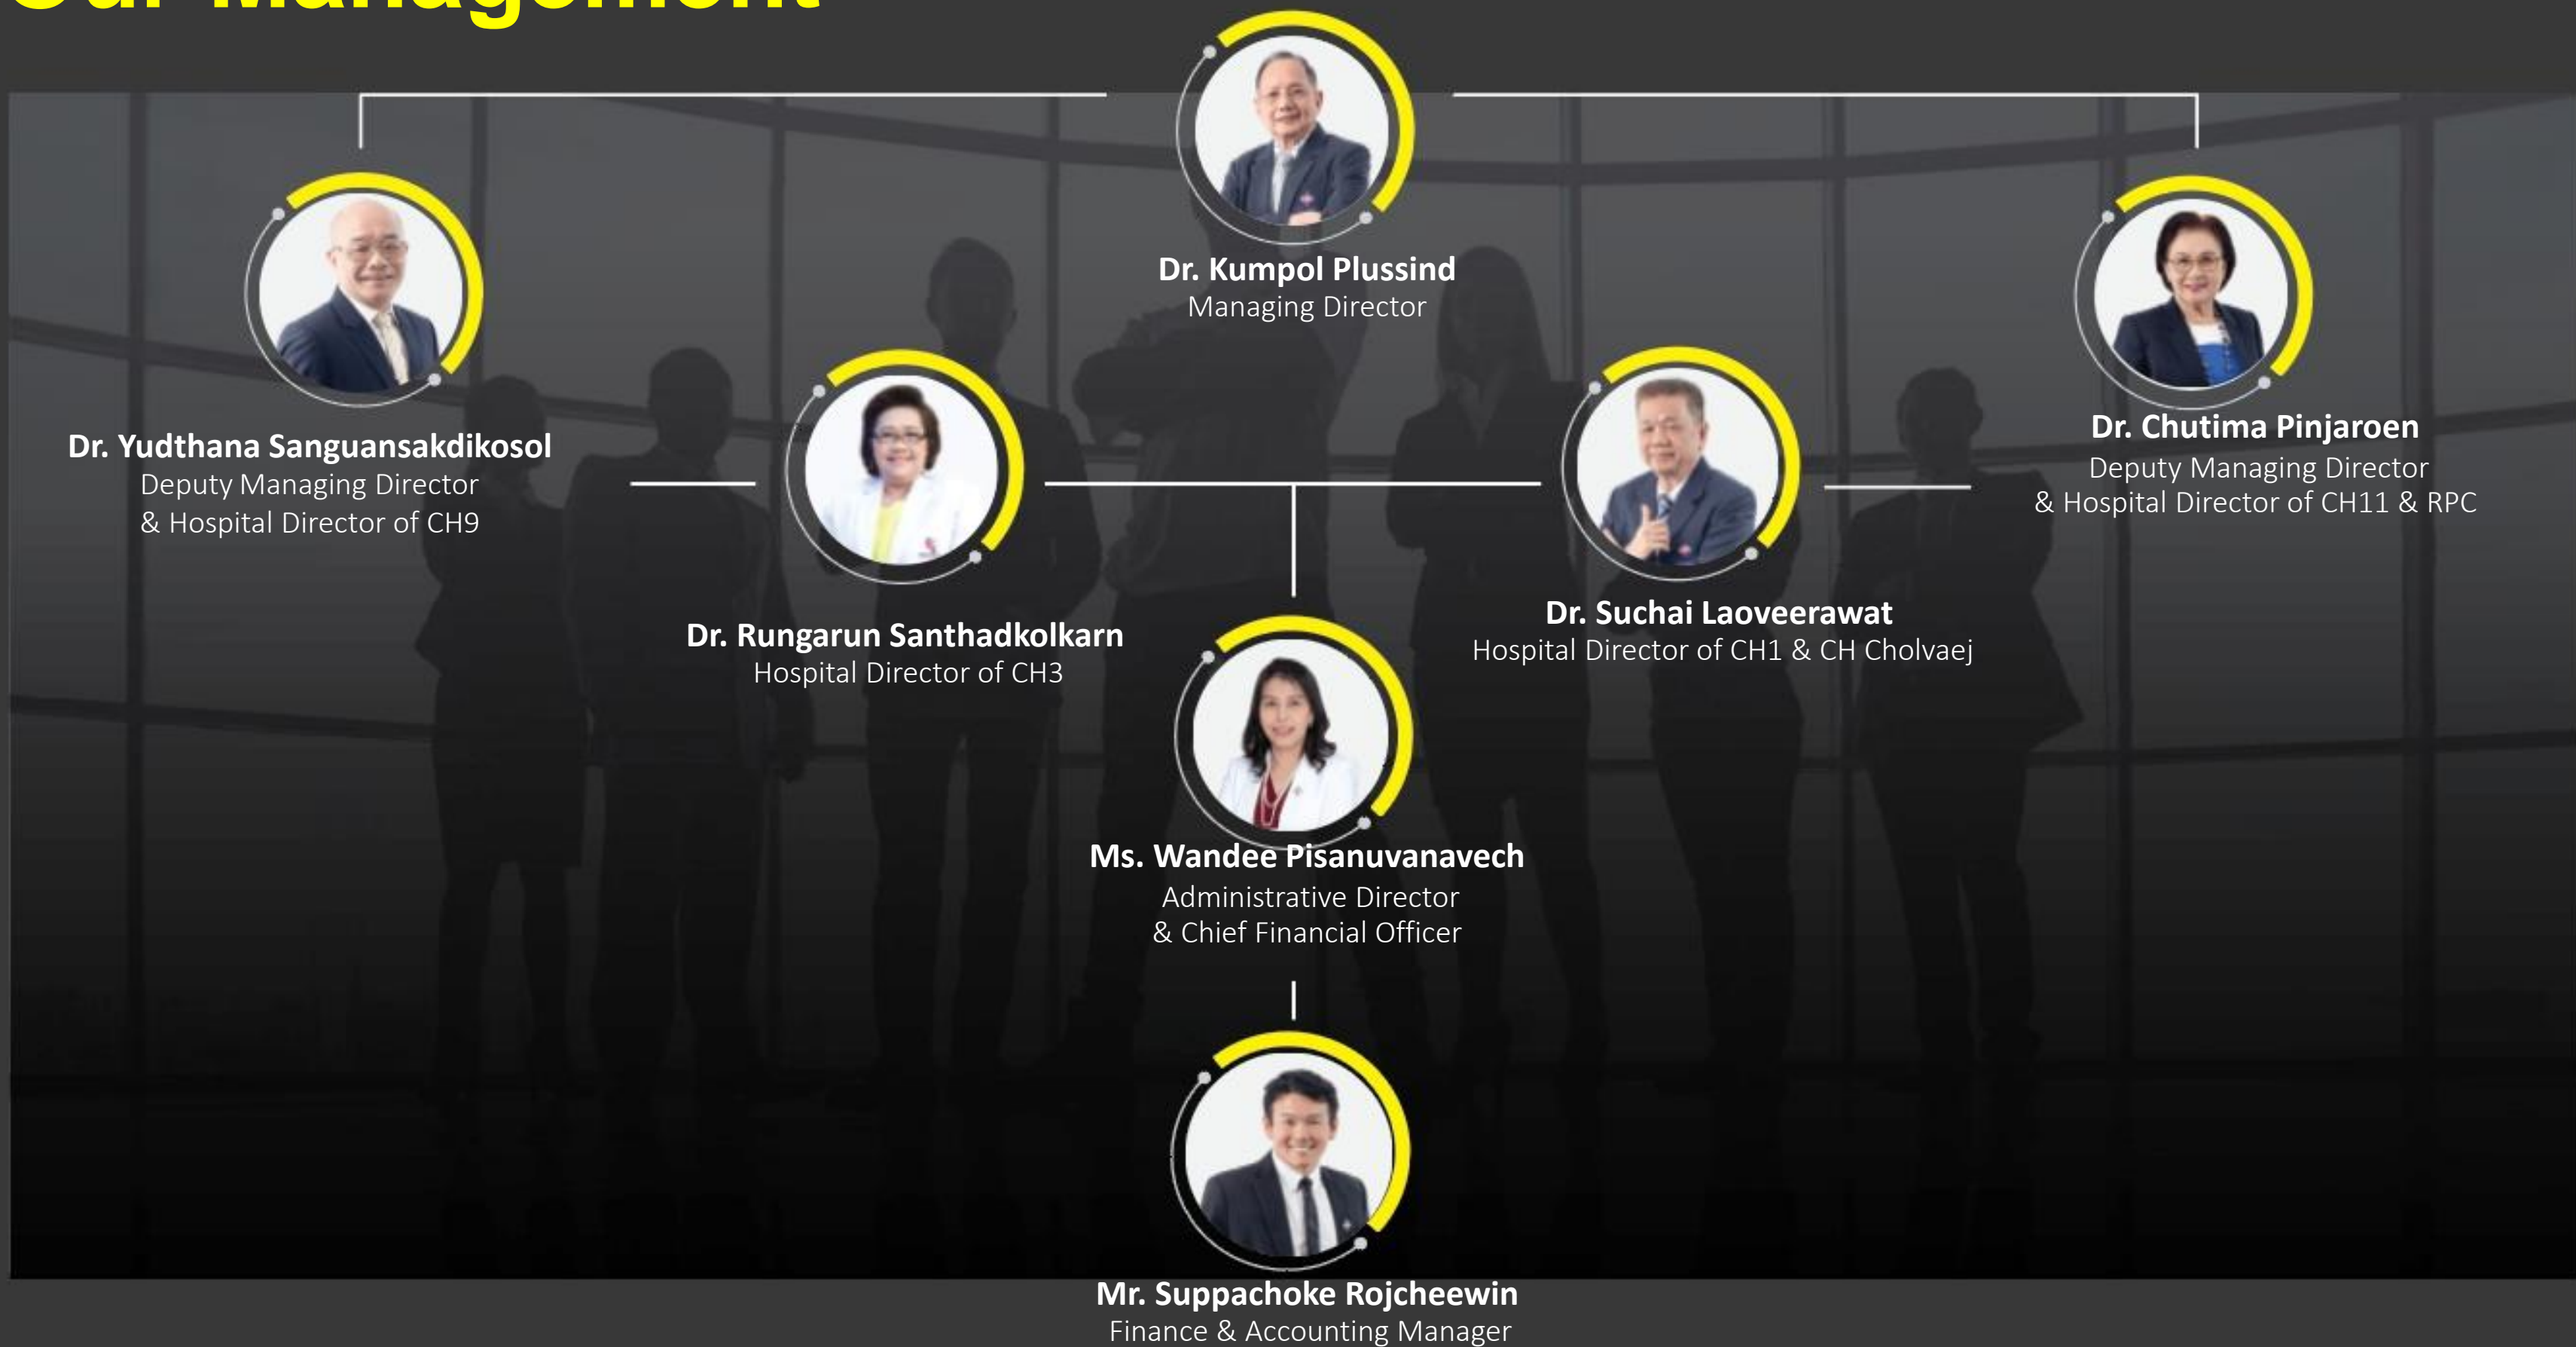 Our Management
Dr. Kumpol Plussind
Managing Director
Dr. Yudthana Sanguansakdikosol
Deputy Managing Director
& Hospital Director of CH9
Dr. Chutima Pinjaroen
Deputy Managing Director
& Hospital Director of CH11 & RPC
Dr. Rungarun Santhadkolkarn
Hospital Director of CH3
Dr. Suchai Laoveerawat
Hospital Director of CH1 & CH Cholvaej
Ms. Wandee Pisanuvanavech
Administrative Director
& Chief Financial Officer
Mr. Suppachoke Rojcheewin
Finance & Accounting Manager